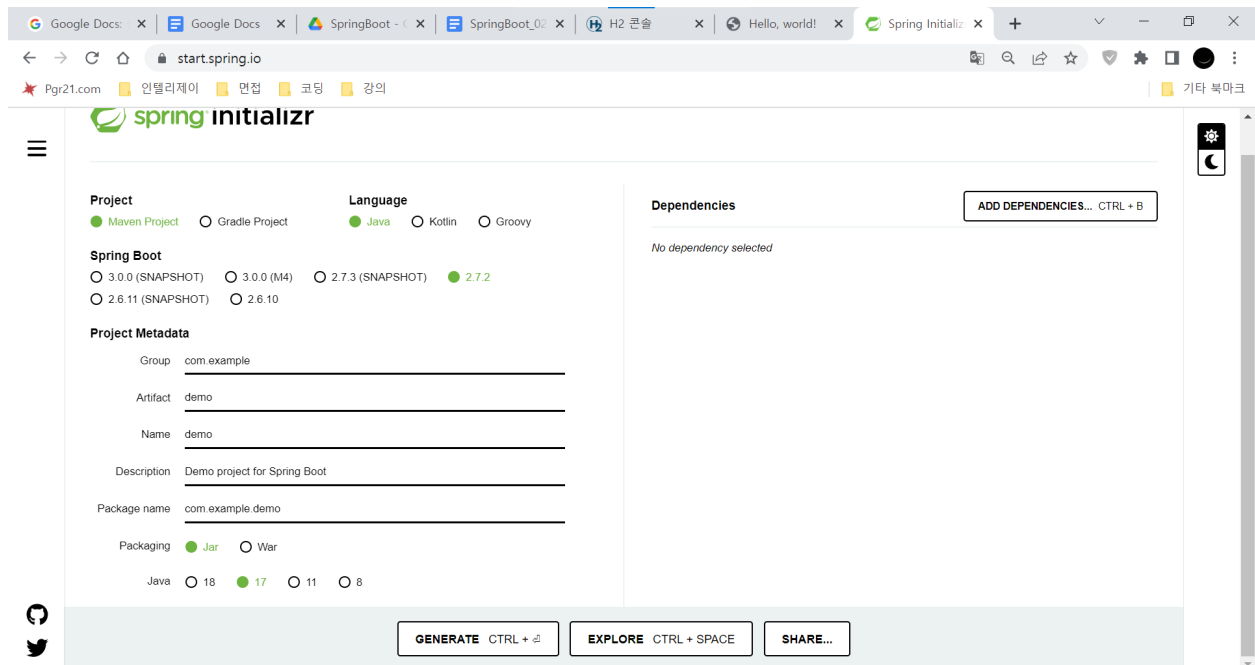 Google Docs: Google Docs SpringBoot - SpringBoot_02 H2 콘솔 Hello, world! Spring Initializ
start.spring.io
Pgr21.com 인텔리제이 면접 코딩 강의 기타 북마크
spring initializr
Project Language
Maven Project Gradle Project Java Kotlin Groovy
Spring Boot
3.0.0 (SNAPSHOT) 3.0.0 (M4) 2.7.3 (SNAPSHOT) 2.7.2
2.6.11 (SNAPSHOT) 2.6.10
Project Metadata
Group com.example
Artifact demo
Name demo
Description Demo project for Spring Boot
Package name com.example.demo
Packaging Jar War
Java 18 17 11 8
Dependencies ADD DEPENDENCIES... CTRL + B
No dependency selected
GENERATE CTRL + ⏎ EXPLORE CTRL + SPACE SHARE...